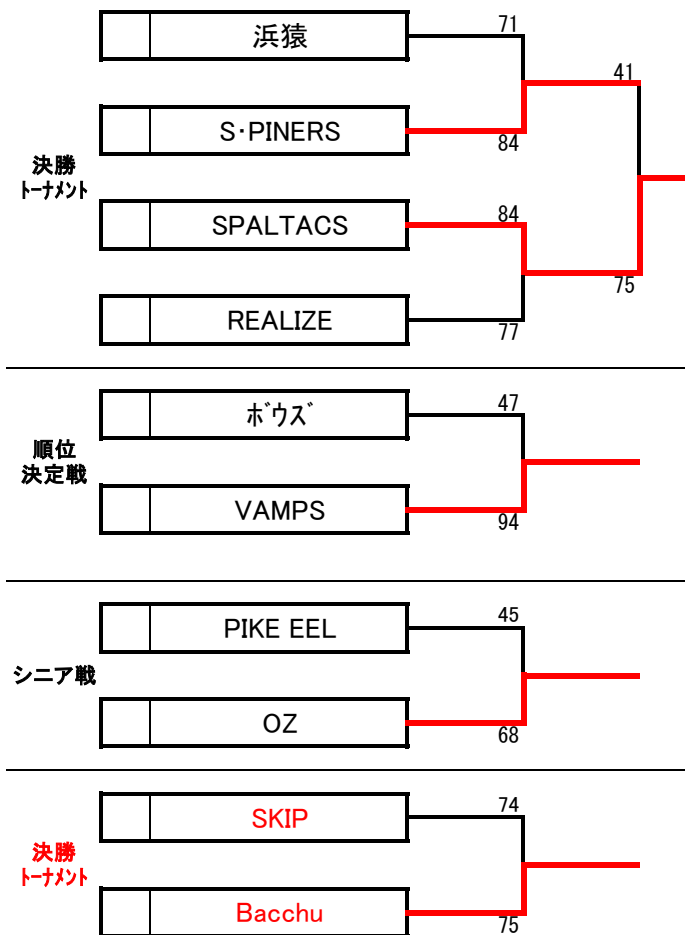 浜猿
71
41
S・PINERS
84
決勝
トーナメント
SPALTACS
84
75
REALIZE
77
ボウズ
47
順位
決定戦
VAMPS
94
PIKE EEL
45
シニア戦
OZ
68
SKIP
74
決勝
トーナメント
Bacchu
75